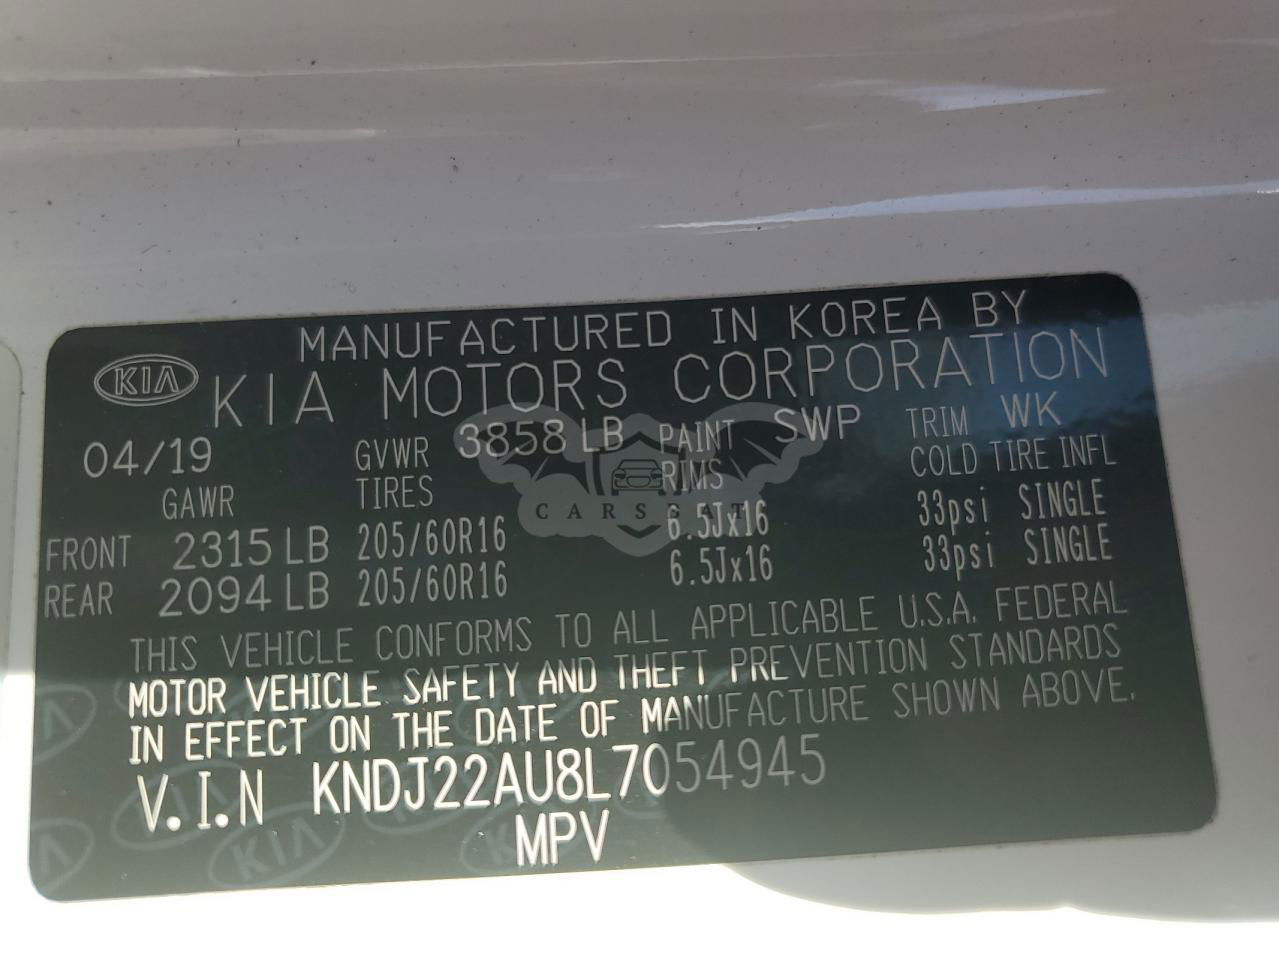 MANUFACTURED IN KOREA BY
KIA KIA MOTORS CORPORATION
04/19 GVWR 3858 LB PAINT SWP TRIM WK
GAWR TIRES RIMS COLD TIRE INFL
FRONT 2315 LB 205/60R16 6.5Jx16 33psi SINGLE
REAR 2094 LB 205/60R16 6.5Jx16 33psi SINGLE
CARSBAT
THIS VEHICLE CONFORMS TO ALL APPLICABLE U.S.A. FEDERAL
MOTOR VEHICLE SAFETY AND THEFT PREVENTION STANDARDS
IN EFFECT ON THE DATE OF MANUFACTURE SHOWN ABOVE.
V.I.N KNDJ22AU8L7054945
MPV
KIA